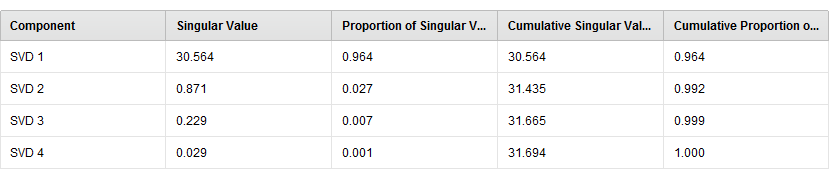 Component Singular Value Proportion of Singular V... Cumulative Singular Val... Cumulative Proportion o...
SVD 1 30.564 0.964 30.564 0.964
SVD 2 0.871 0.027 31.435 0.992
SVD 3 0.229 0.007 31.665 0.999
SVD 4 0.029 0.001 31.694 1.000